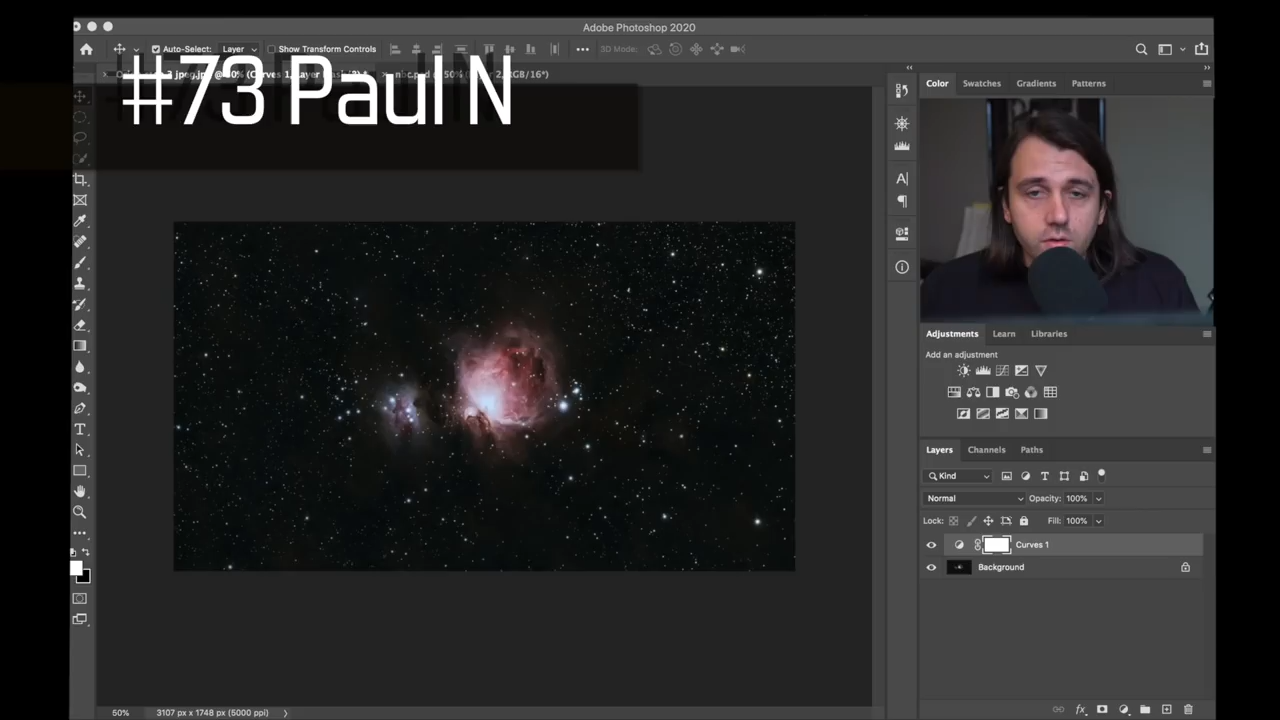 Adobe Photoshop 2020
Auto-Select: Layer Show Transform Controls 3D Mode:
#73 Paul N
Color Swatches Gradients Patterns
Adjustments Learn Libraries
Add an adjustment
Layers Channels Paths
Kind
Normal Opacity: 100%
Lock: Fill: 100%
Curves 1
Background
50% 3107 px x 1748 px (5000 ppi)